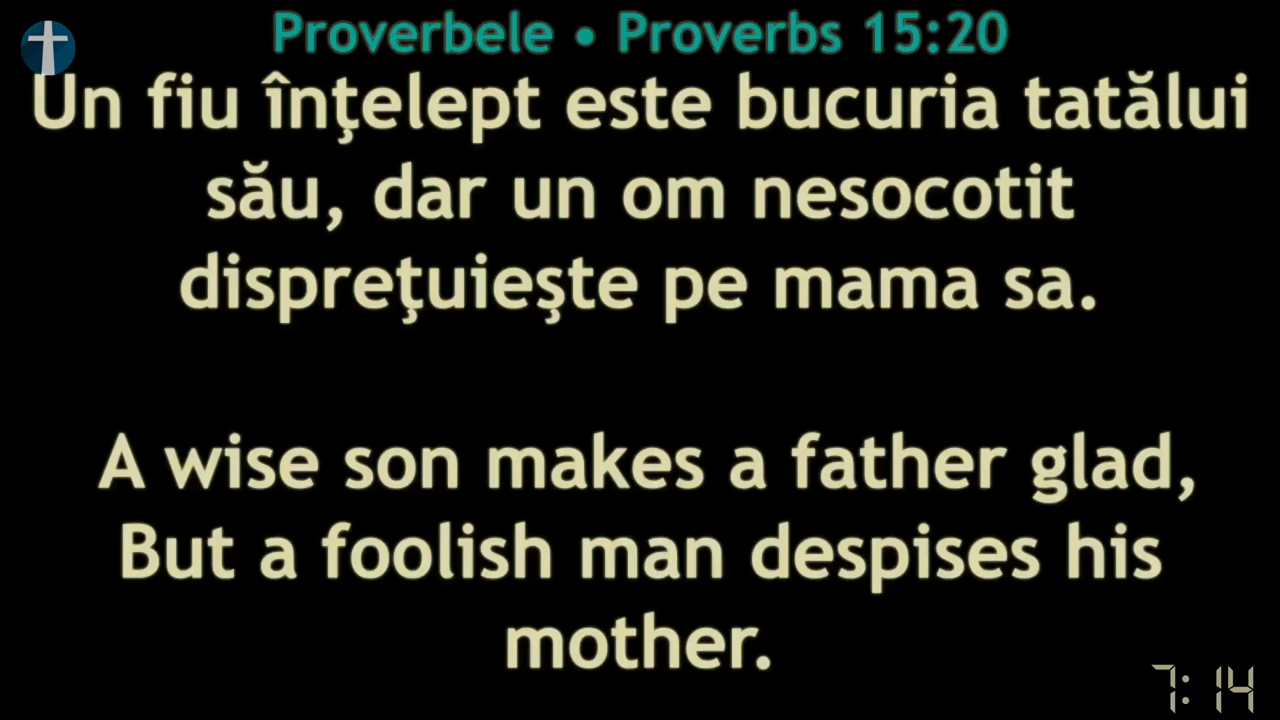 Proverbele • Proverbs 15:20
Un fiu înţelept este bucuria tatălui
său, dar un om nesocotit
dispreţuieşte pe mama sa.
A wise son makes a father glad,
But a foolish man despises his
mother.
7:14